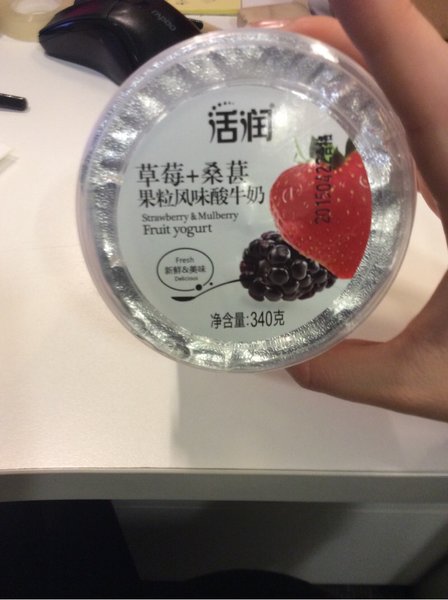 活润
草莓+桑葚
果粒风味酸牛奶
Strawberry & Mulberry
Fruit yogurt
Fresh
新鲜&美味
Delicious
净含量:340克